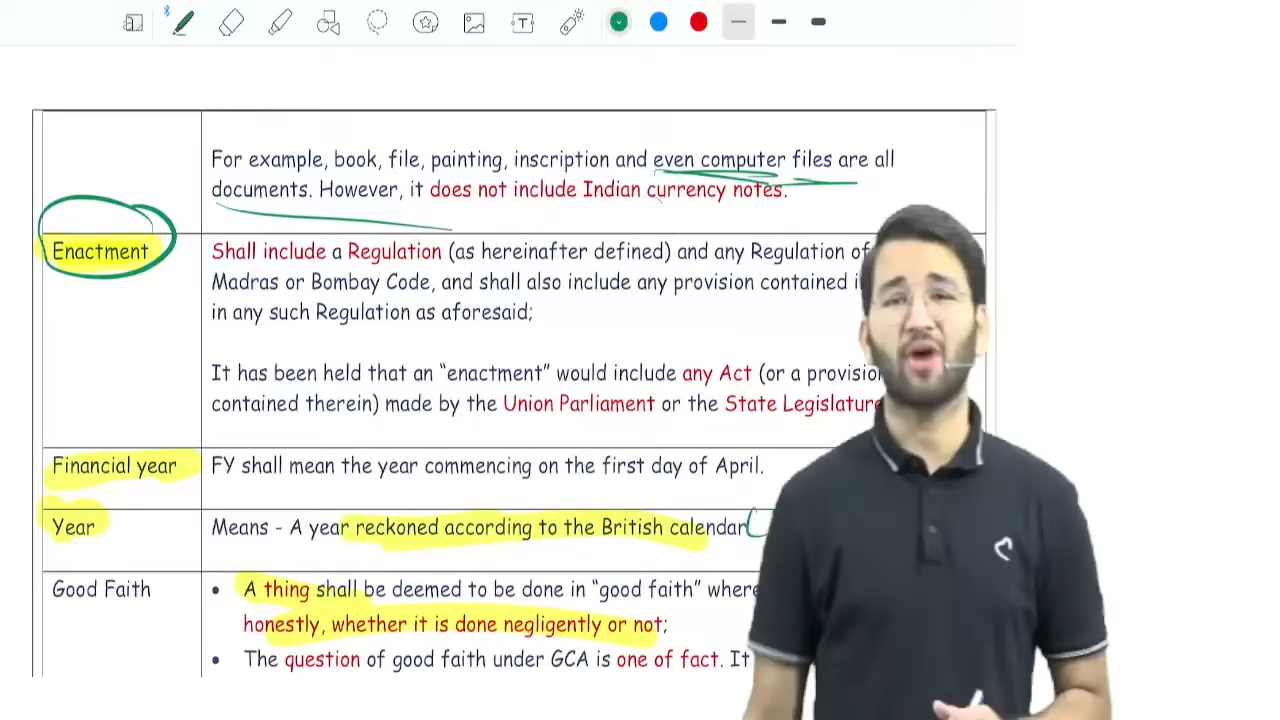 For example, book, file, painting, inscription and even computer files are all
documents. However, it does not include Indian currency notes.
Enactment
Shall include a Regulation (as hereinafter defined) and any Regulation of
Madras or Bombay Code, and shall also include any provision contained
in any such Regulation as aforesaid;
It has been held that an “enactment” would include any Act (or a
contained therein) made by the Union Parliament or the State Legislature
Financial year
FY shall mean the year commencing on the first day of April.
Year
Means - A year reckoned according to the British calendar
Good Faith
• A thing shall be deemed to be done in “good faith” where
honestly, whether it is done negligently or not;
• The question of good faith under GCA is one of fact. It